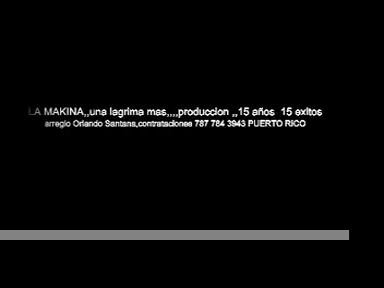 LA MAKINA,,una lagrima mas,,,,produccion ,,15 años 15 exitos
arreglo Orlando Santana,contrataciones 787 784 3943 PUERTO RICO